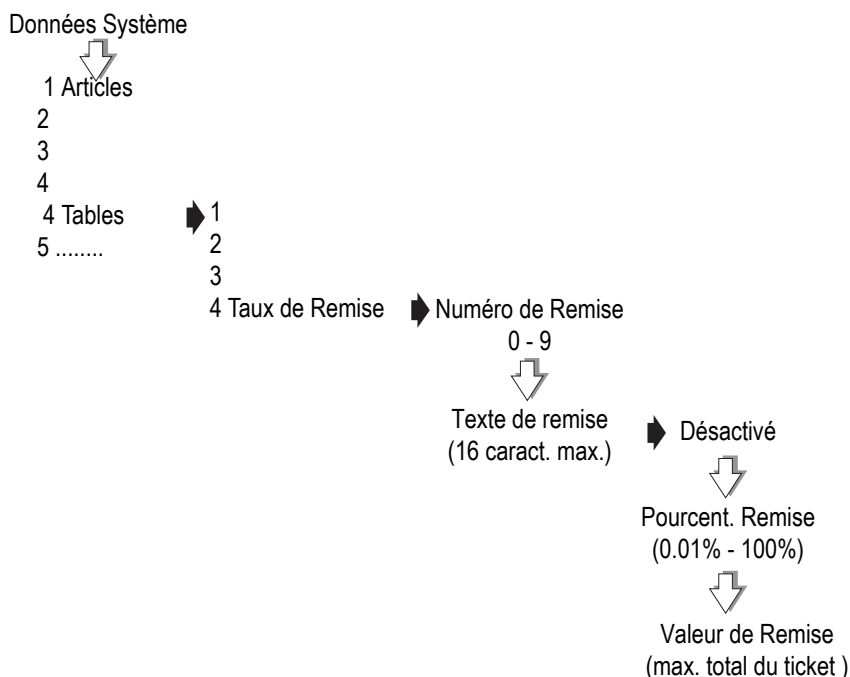 Données Système
1 Articles
2
3
4
4 Tables 1
5 ........ 2
3
4 Taux de Remise Numéro de Remise
0 - 9
Texte de remise Désactivé
(16 caract. max.)
Pourcent. Remise
(0.01% - 100%)
Valeur de Remise
(max. total du ticket )